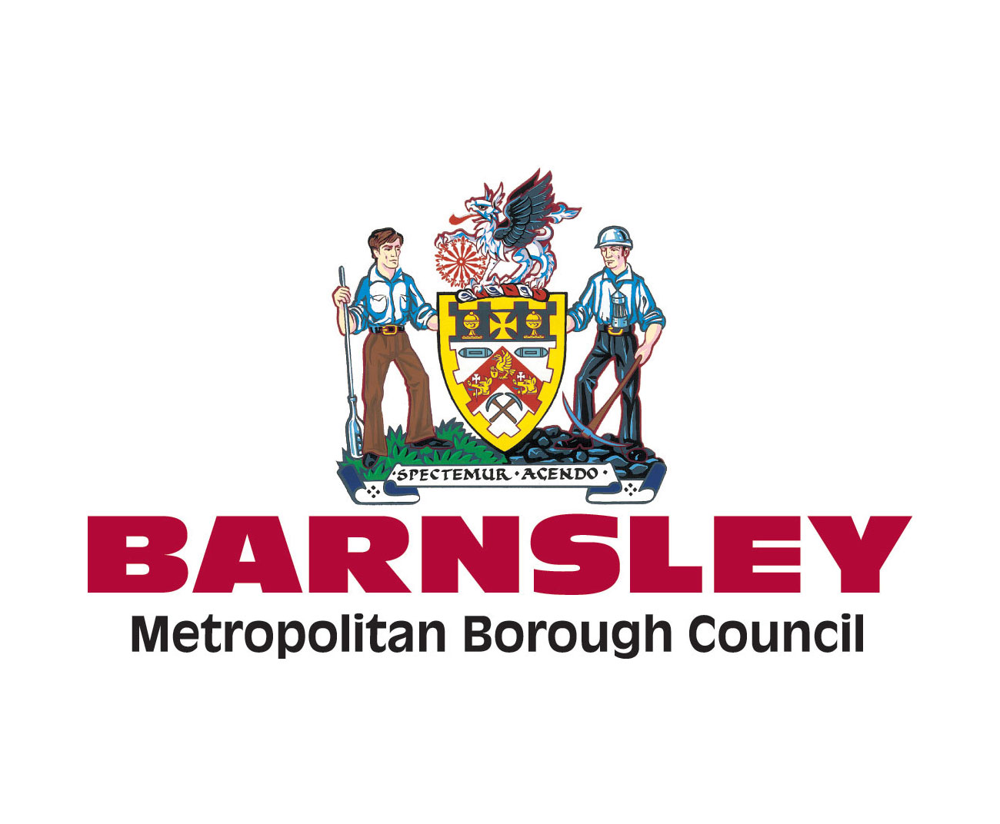 ·SPECTEMUR·AGENDO·
BARNSLEY
Metropolitan Borough Council